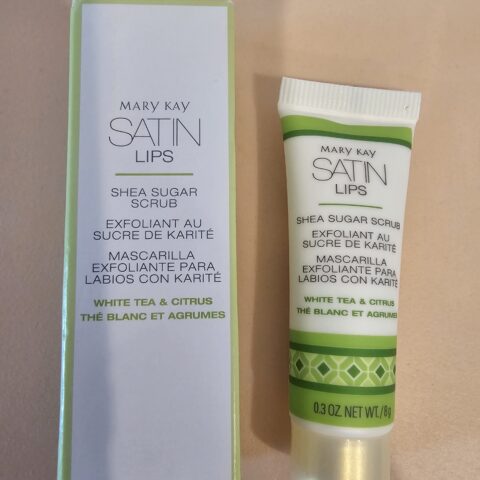 MARY KAY
SATIN
LIPS
SHEA SUGAR
SCRUB
EXFOLIANT AU
SUCRE DE KARITÉ
MASCARILLA
EXFOLIANTE PARA
LABIOS CON KARITÉ
WHITE TEA & CITRUS
THÉ BLANC ET AGRUMES
MARY KAY
SATIN
LIPS
SHEA SUGAR SCRUB
EXFOLIANT AU
SUCRE DE KARITÉ
MASCARILLA
EXFOLIANTE PARA
LABIOS CON KARITÉ
WHITE TEA & CITRUS
THÉ BLANC ET AGRUMES
0.3 OZ. NET WT./8g